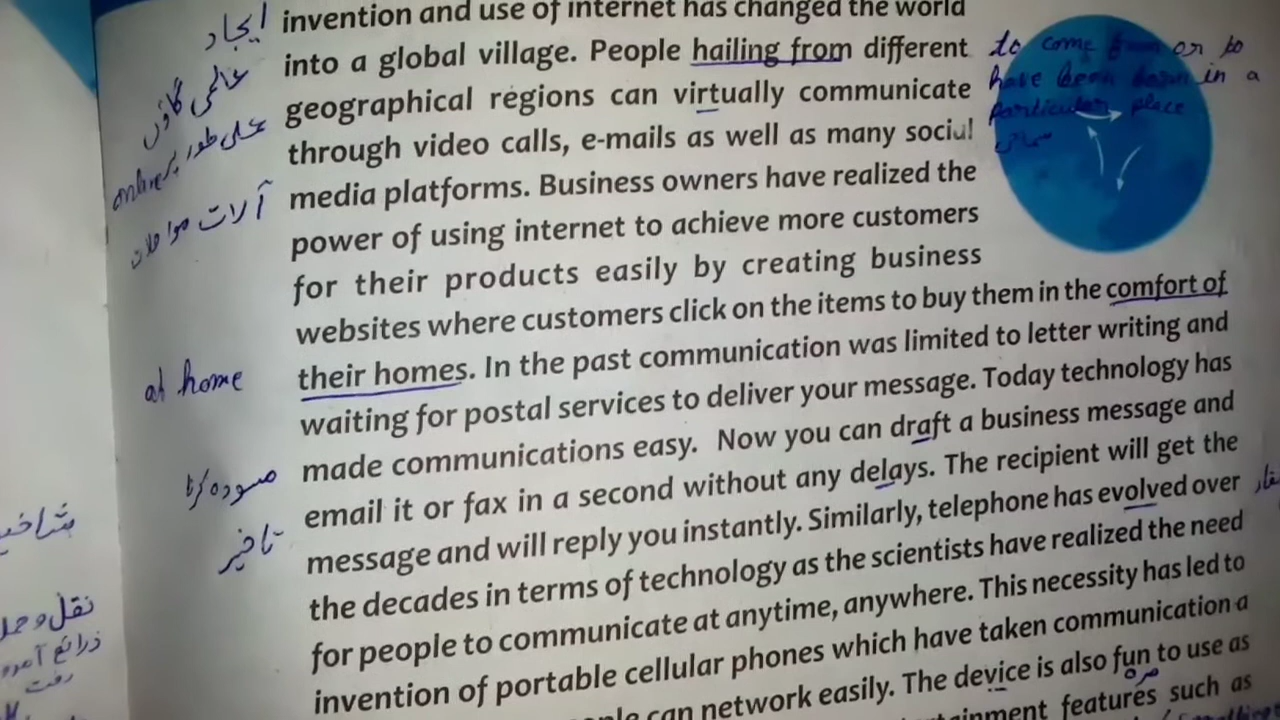 invention and use of internet has changed the world
into a global village. People hailing from different
geographical regions can virtually communicate
through video calls, e-mails as well as many social
media platforms. Business owners have realized the
power of using internet to achieve more customers
for their products easily by creating business
websites where customers click on the items to buy them in the comfort of
their homes. In the past communication was limited to letter writing and
waiting for postal services to deliver your message. Today technology has
made communications easy. Now you can draft a business message and
email it or fax in a second without any delays. The recipient will get the
message and will reply you instantly. Similarly, telephone has evolved over
the decades in terms of technology as the scientists have realized the need
for people to communicate at anytime, anywhere. This necessity has led to
invention of portable cellular phones which have taken communication a
can network easily. The device is also fun to use as
features such as
ایجاد
عالمی گاؤں
عملی طور پر
online
آلات مواصلات
at home
مسودہ کرنا
تاخیر
to come from or to
have been born in a
particular place
سماجی
مزہ
نقل و حمل
ذرائع آمدو
رفت